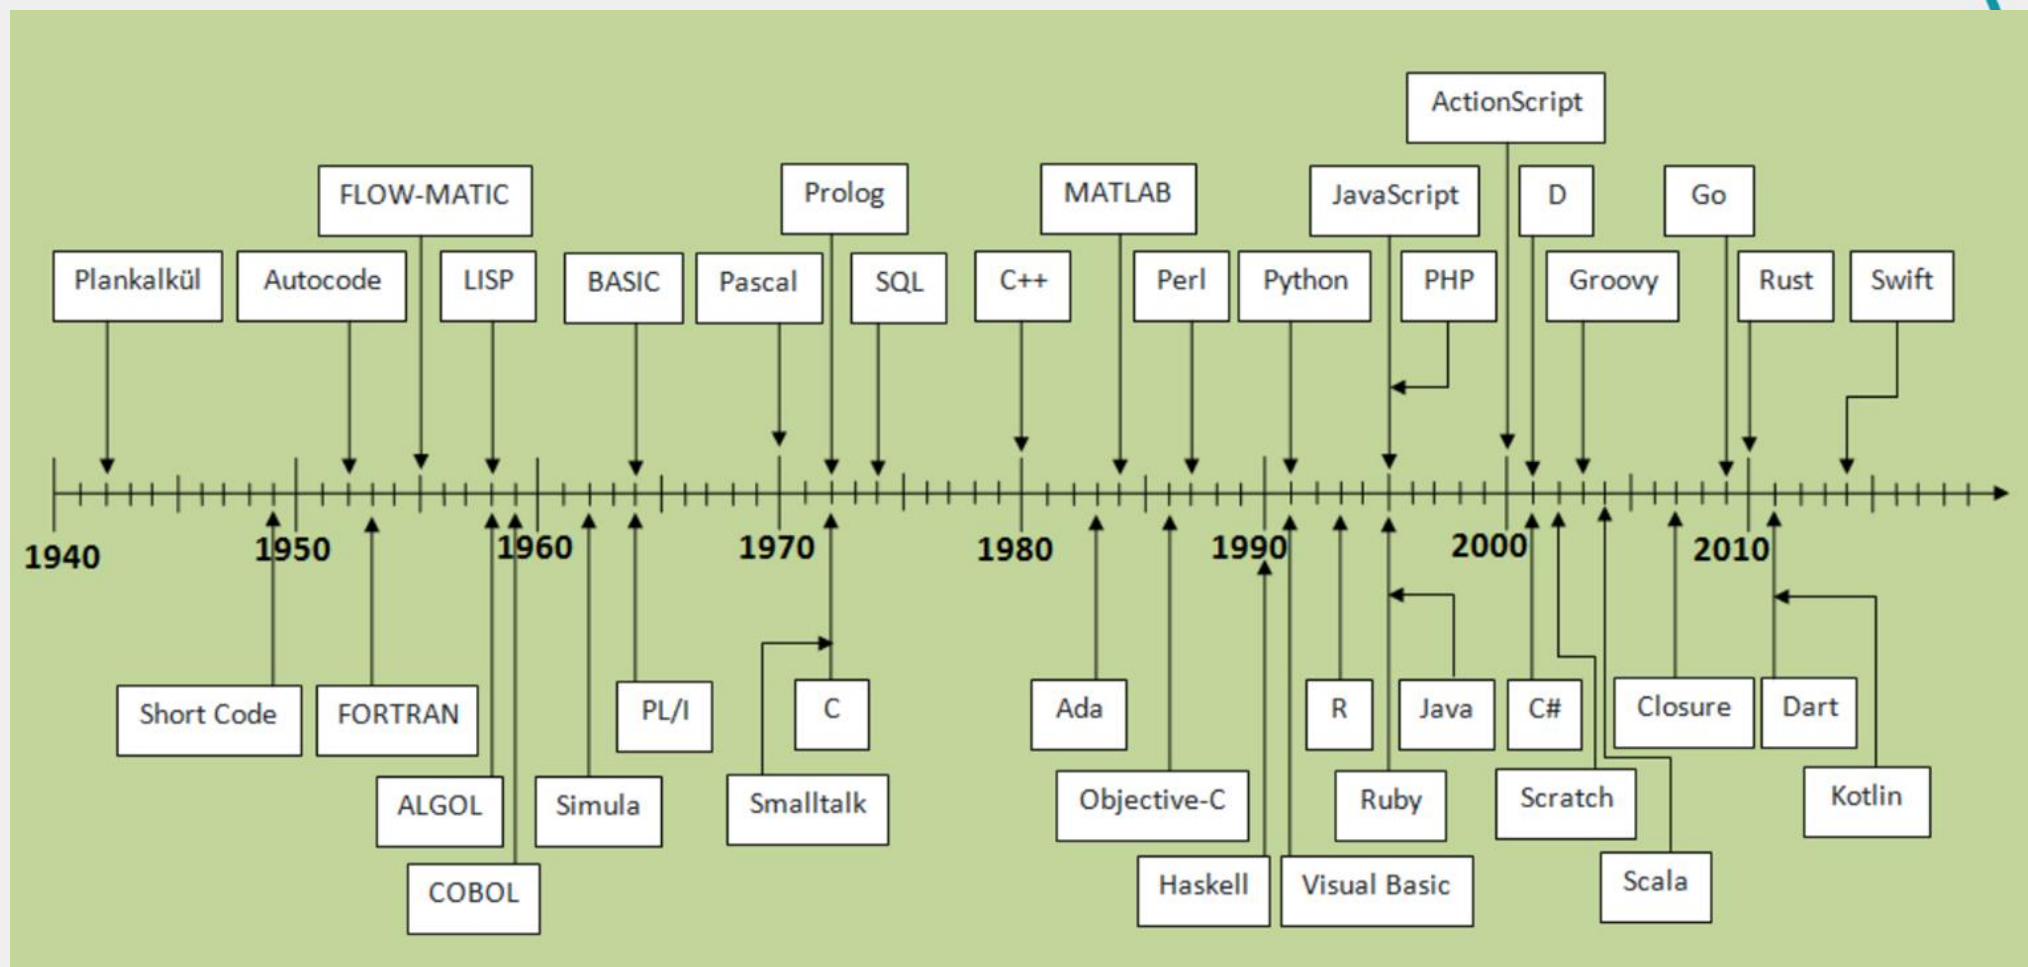 ActionScript
FLOW-MATIC
Prolog
MATLAB
JavaScript
D
Go
Plankalkül
Autocode
LISP
BASIC
Pascal
SQL
C++
Perl
Python
PHP
Groovy
Rust
Swift
1940
1950
1960
1970
1980
1990
2000
2010
Short Code
FORTRAN
PL/I
C
Ada
R
Java
C#
Closure
Dart
ALGOL
Simula
Smalltalk
Objective-C
Ruby
Scratch
Kotlin
COBOL
Haskell
Visual Basic
Scala